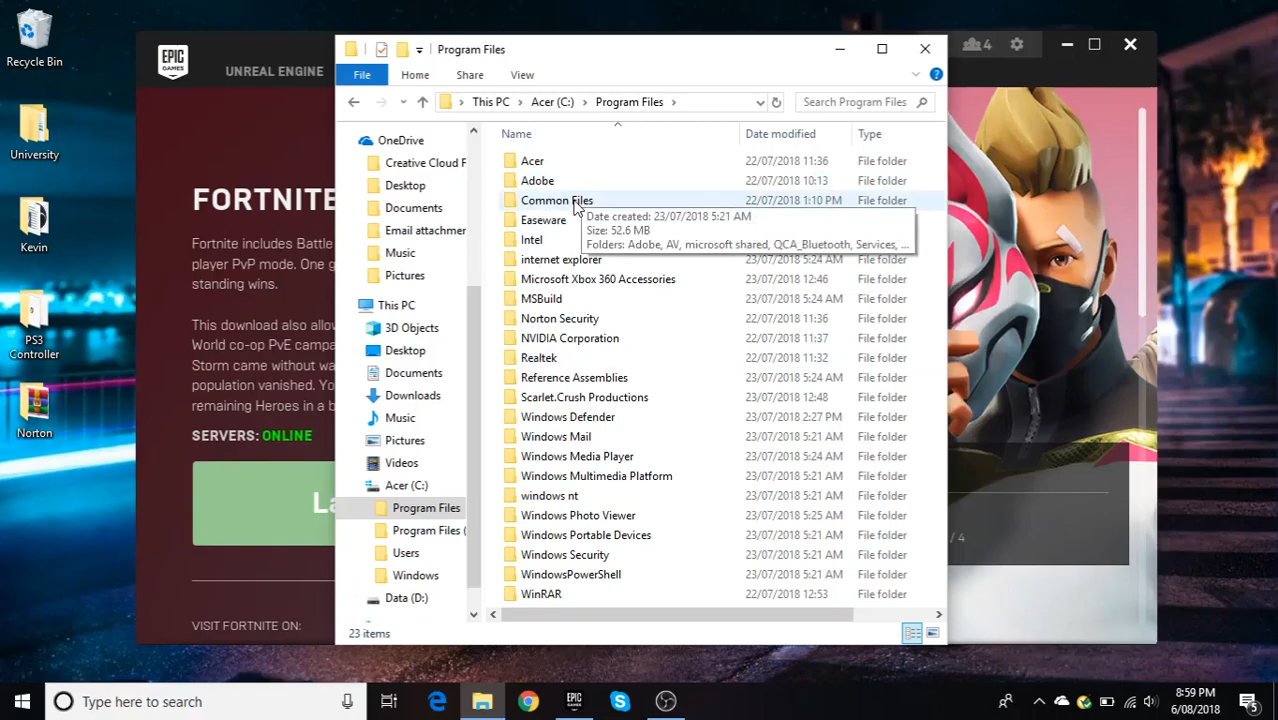 Recycle Bin
University
Kevin
PS3
Controller
Norton
EPIC
GAMES
UNREAL ENGINE
4
FORTNITE
Fortnite includes Battle
player PvP mode. One g
standing wins.
This download also allow
World co-op PvE campa
Storm came without wa
population vanished. Yo
remaining Heroes in a b
SERVERS: ONLINE
La
VISIT FORTNITE ON:
/ 4
Program Files
File
Home
Share
View
This PC
Acer (C:)
Program Files
Search Program Files
OneDrive
Creative Cloud F
Desktop
Documents
Email attachmer
Music
Pictures
This PC
3D Objects
Desktop
Documents
Downloads
Music
Pictures
Videos
Acer (C:)
Program Files
Program Files (
Users
Windows
Data (D:)
Name Date modified Type
Acer 22/07/2018 11:36 File folder
Adobe 22/07/2018 10:13 File folder
Common Files 22/07/2018 1:10 PM File folder
Easeware
Intel
Date created: 23/07/2018 5:21 AM
Size: 52.6 MB
Folders: Adobe, AV, microsoft shared, QCA_Bluetooth, Services, ...
internet explorer 23/07/2018 5:24 AM File folder
Microsoft Xbox 360 Accessories 23/07/2018 12:46 File folder
MSBuild 23/07/2018 5:24 AM File folder
Norton Security 22/07/2018 11:36 File folder
NVIDIA Corporation 22/07/2018 11:37 File folder
Realtek 22/07/2018 11:32 File folder
Reference Assemblies 23/07/2018 5:24 AM File folder
Scarlet.Crush Productions 23/07/2018 12:48 File folder
Windows Defender 22/07/2018 2:27 PM File folder
Windows Mail 23/07/2018 5:21 AM File folder
Windows Media Player 23/07/2018 5:24 AM File folder
Windows Multimedia Platform 23/07/2018 5:21 AM File folder
windows nt 23/07/2018 5:21 AM File folder
Windows Photo Viewer 23/07/2018 5:25 AM File folder
Windows Portable Devices 23/07/2018 5:21 AM File folder
Windows Security 23/07/2018 5:21 AM File folder
WindowsPowerShell 23/07/2018 5:21 AM File folder
WinRAR 22/07/2018 12:53 File folder
23 items
Type here to search
EPIC
8:59 PM
6/08/2018
5